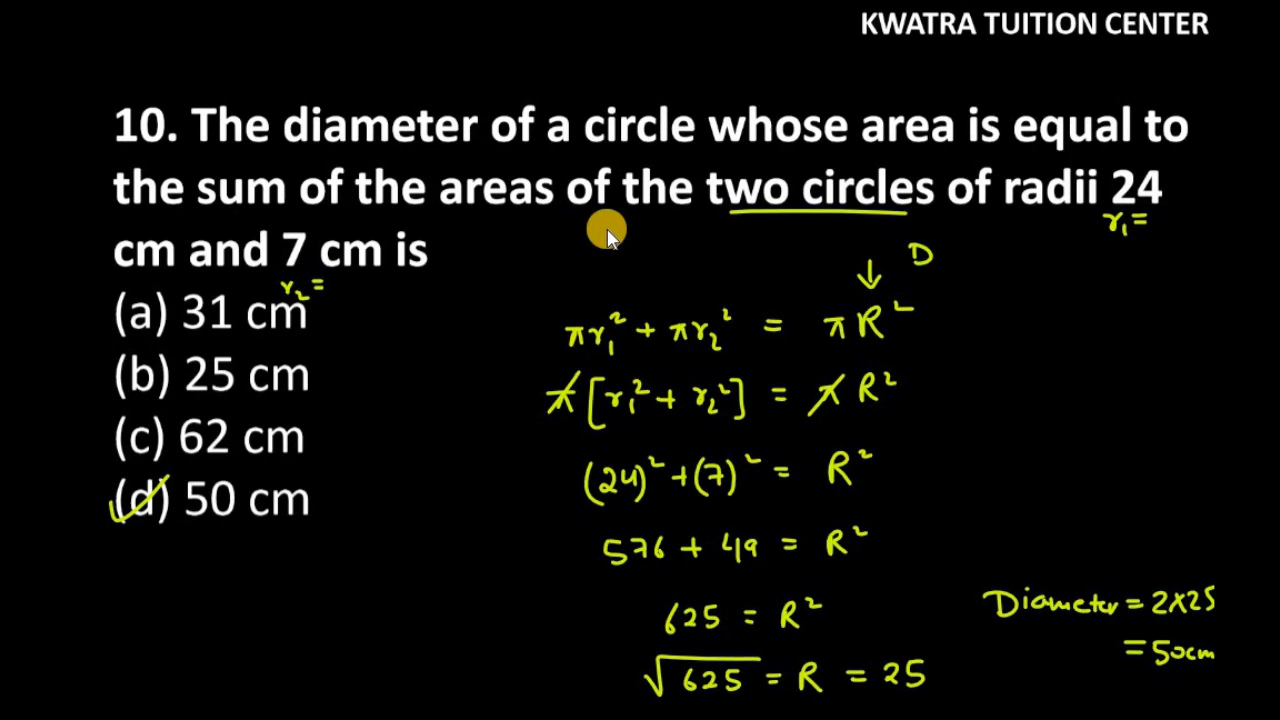 KWATRA TUITION CENTER
10. The diameter of a circle whose area is equal to
the sum of the areas of the two circles of radii 24
r₁ =
cm and 7 cm is
r₂ =
(a) 31 cm
(b) 25 cm
(c) 62 cm
(d) 50 cm
D
↓
πr₁² + πr₂² = πR²
π[r₁² + r₂²] = πR²
(24)² + (7)² = R²
576 + 49 = R²
625 = R²
√625 = R = 25
Diameter = 2×25
= 50cm